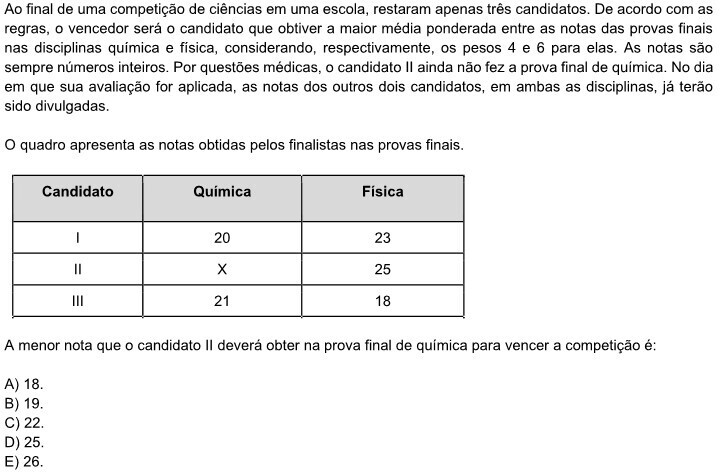 Ao final de uma competição de ciências em uma escola, restaram apenas três candidatos. De acordo com as
regras, o vencedor será o candidato que obtiver a maior média ponderada entre as notas das provas finais
nas disciplinas química e física, considerando, respectivamente, os pesos 4 e 6 para elas. As notas são
sempre números inteiros. Por questões médicas, o candidato II ainda não fez a prova final de química. No dia
em que sua avaliação for aplicada, as notas dos outros dois candidatos, em ambas as disciplinas, já terão
sido divulgadas.
O quadro apresenta as notas obtidas pelos finalistas nas provas finais.
Candidato Química Física
I 20 23
II X 25
III 21 18
A menor nota que o candidato II deverá obter na prova final de química para vencer a competição é:
A) 18.
B) 19.
C) 22.
D) 25.
E) 26.